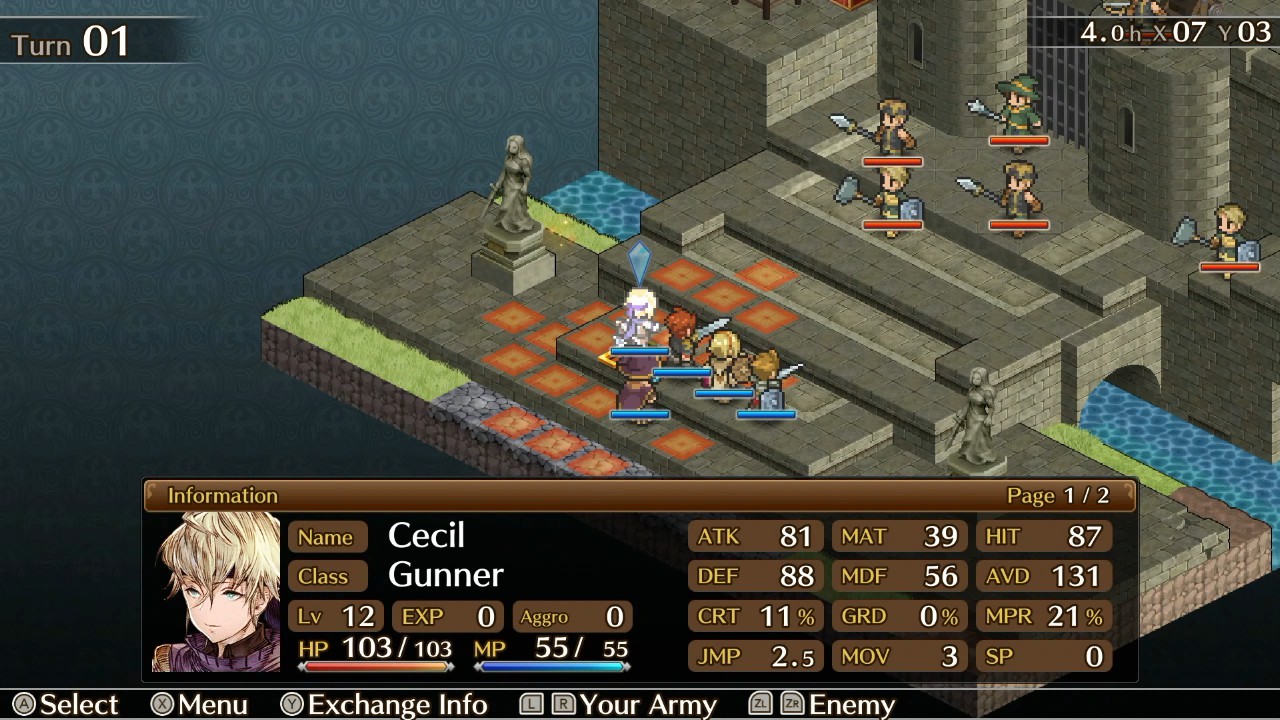 Turn 01
4.0h X07 Y03
Information
Page 1 / 2
Name Cecil
Class Gunner
Lv 12 EXP 0 Aggro 0
HP 103 / 103 MP 55 / 55
ATK 81 MAT 39 HIT 87
DEF 88 MDF 56 AVD 131
CRT 11% GRD 0% MPR 21%
JMP 2.5 MOV 3 SP 0
A Select X Menu Y Exchange Info L R Your Army ZL ZR Enemy